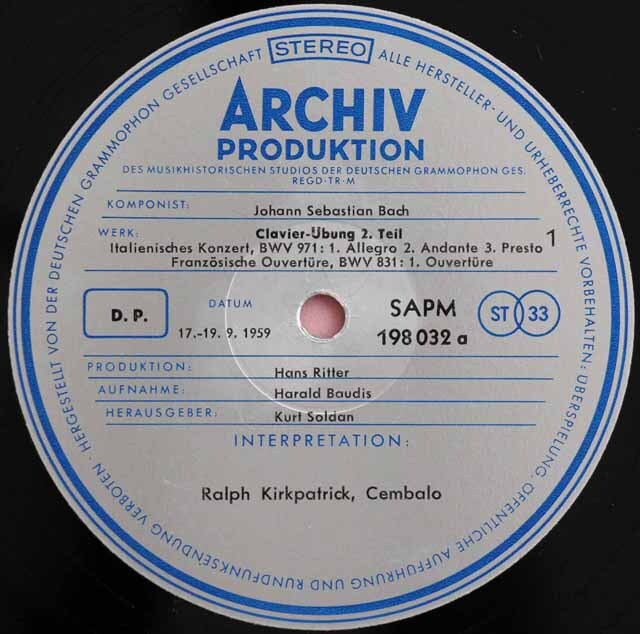 HERGESTELLT VON DER DEUTSCHEN GRAMMOPHON GESELLSCHAFT
STEREO
ALLE HERSTELLER- UND URHEBERRECHTE VORBEHALTEN: ÜBERSPIELUNG, ÖFFENTLICHE AUFFÜHRUNG UND RUNDFUNKSENDUNG VERBOTEN ·
ARCHIV
PRODUKTION
DES MUSIKHISTORISCHEN STUDIOS DER DEUTSCHEN GRAMMOPHON GES.
REGD·TR·M
KOMPONIST: Johann Sebastian Bach
WERK: Clavier-Übung 2. Teil
Italienisches Konzert, BWV 971: 1. Allegro 2. Andante 3. Presto 1
Französische Ouvertüre, BWV 831: 1. Ouvertüre
D. P.
DATUM
17.-19. 9. 1959
SAPM
198 032 a
ST 33
PRODUKTION: Hans Ritter
AUFNAHME: Harald Baudis
HERAUSGEBER: Kurt Soldan
INTERPRETATION:
Ralph Kirkpatrick, Cembalo